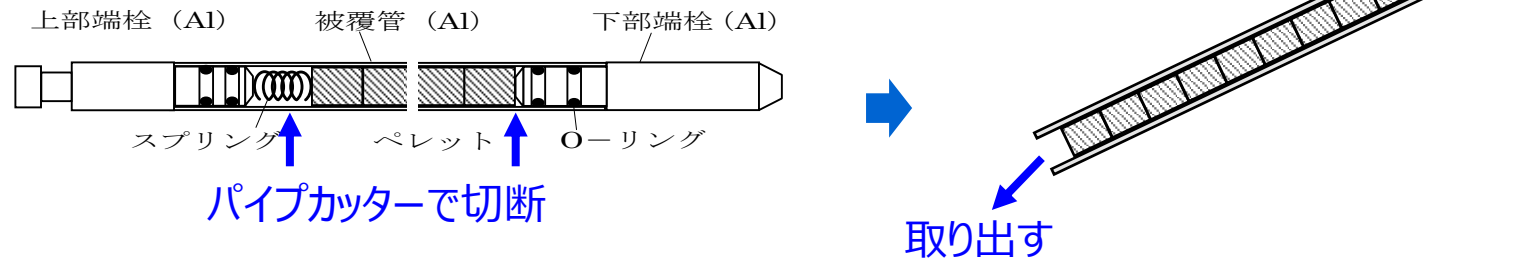 上部端栓（Al）
被覆管（Al）
下部端栓（Al）
スプリング
ペレット
O－リング
パイプカッターで切断
取り出す